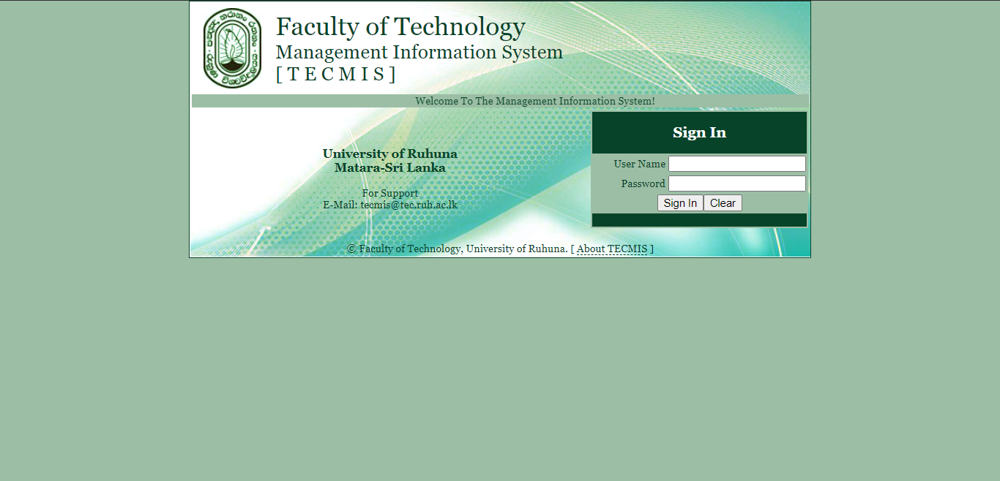 Faculty of Technology
Management Information System
[ T E C M I S ]
Welcome To The Management Information System!
University of Ruhuna
Matara-Sri Lanka
For Support
E-Mail: tecmis@tec.ruh.ac.lk
Sign In
User Name
Password
Sign In Clear
© Faculty of Technology, University of Ruhuna. [ About TECMIS ]